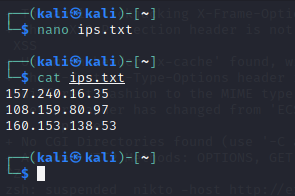 ┌──(kali㉿kali)-[~]
└─$ nano ips.txt
┌──(kali㉿kali)-[~]
└─$ cat ips.txt
157.240.16.35
108.159.80.97
160.153.138.53
┌──(kali㉿kali)-[~]
└─$